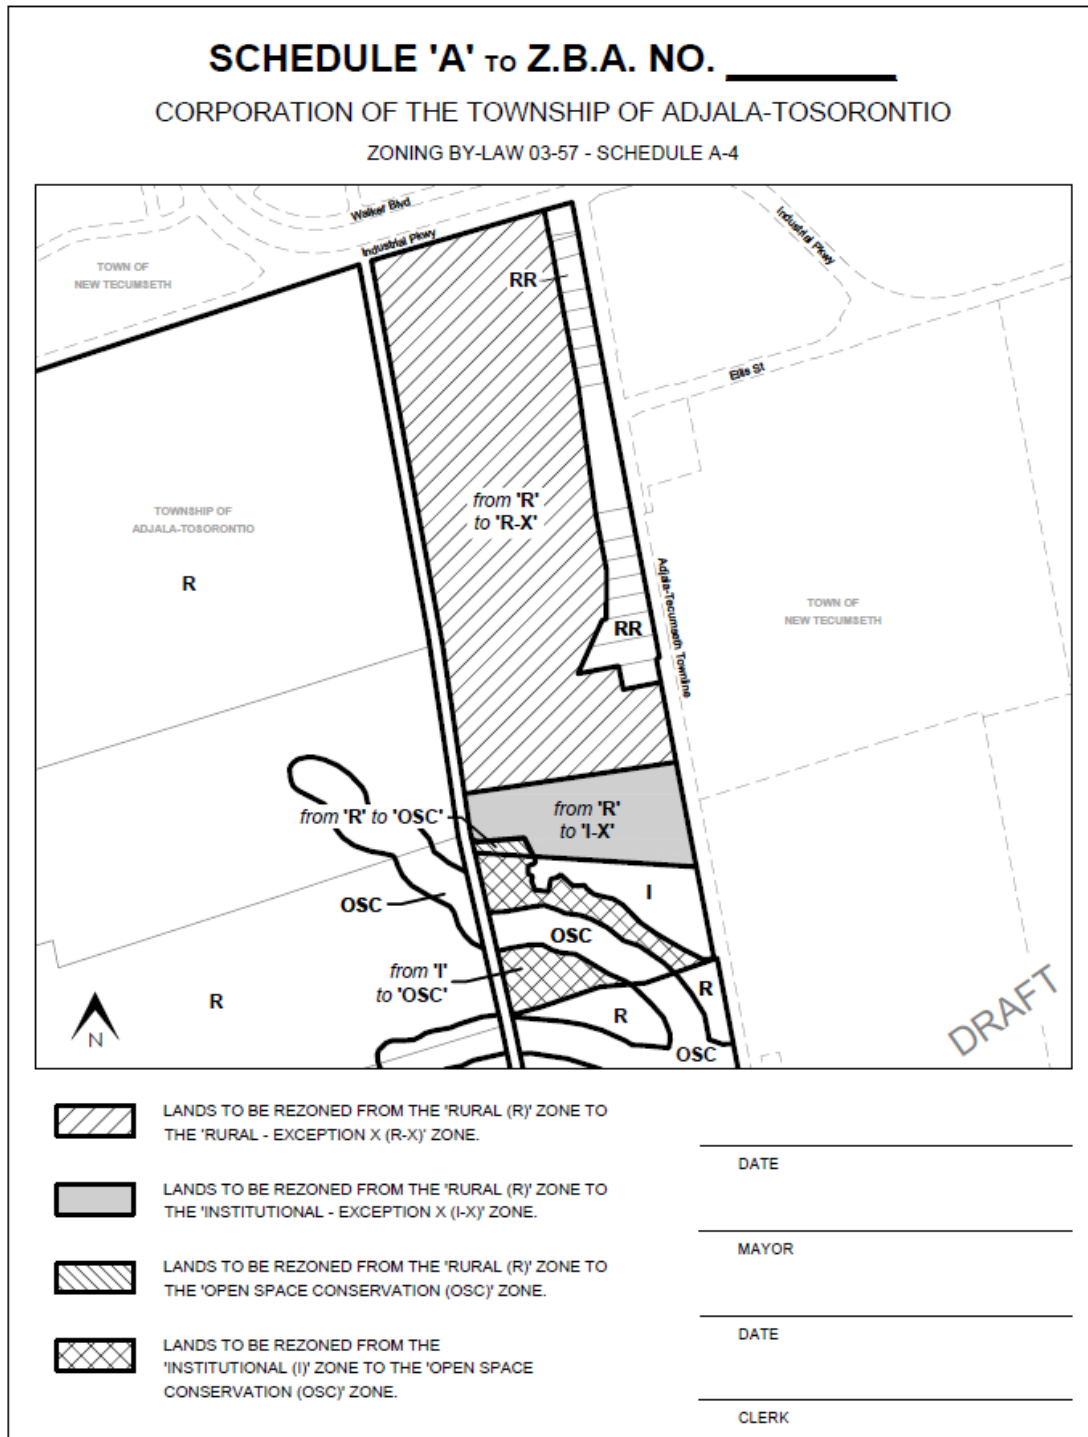 SCHEDULE 'A' TO Z.B.A. NO. ________
CORPORATION OF THE TOWNSHIP OF ADJALA-TOSORONTIO
ZONING BY-LAW 03-57 - SCHEDULE A-4
Walker Blvd
Industrial Pkwy
Industrial Pkwy
TOWN OF
NEW TECUMSETH
RR
Ellis St
from 'R'
to 'R-X'
TOWNSHIP OF
ADJALA-TOSORONTIO
R
Adjala-Tecumseth Townline
TOWN OF
NEW TECUMSETH
RR
from 'R' to 'OSC'
from 'R'
to 'I-X'
OSC
I
OSC
from 'I'
to 'OSC'
R
R
R
OSC
N
DRAFT
LANDS TO BE REZONED FROM THE 'RURAL (R)' ZONE TO
THE 'RURAL - EXCEPTION X (R-X)' ZONE.
LANDS TO BE REZONED FROM THE 'RURAL (R)' ZONE TO
THE 'INSTITUTIONAL - EXCEPTION X (I-X)' ZONE.
LANDS TO BE REZONED FROM THE 'RURAL (R)' ZONE TO
THE 'OPEN SPACE CONSERVATION (OSC)' ZONE.
LANDS TO BE REZONED FROM THE
'INSTITUTIONAL (I)' ZONE TO THE 'OPEN SPACE
CONSERVATION (OSC)' ZONE.
DATE
MAYOR
DATE
CLERK